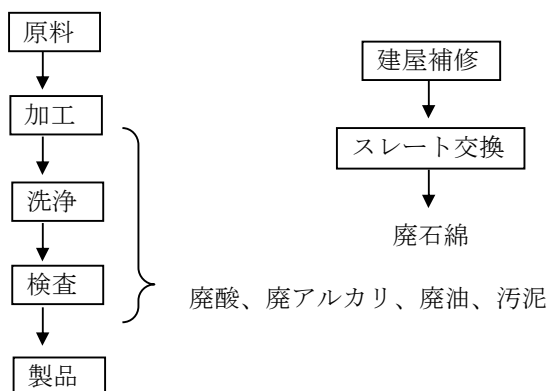 原料
加工
洗浄
検査
製品
廃酸、廃アルカリ、廃油、汚泥
建屋補修
スレート交換
廃石綿